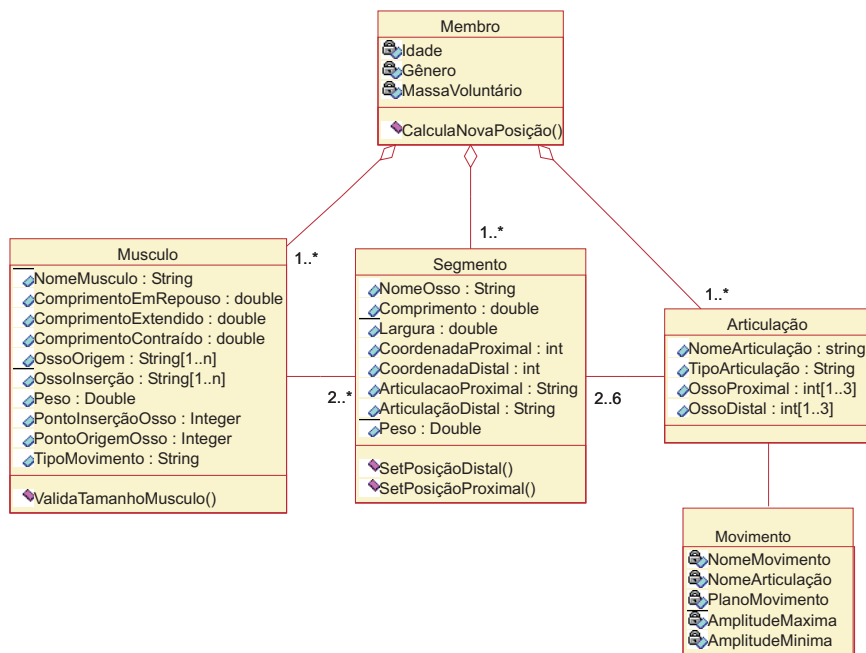 Membro
Idade
Gênero
MassaVoluntário
CalculaNovaPosição()
1..*
1..*
1..*
Musculo
NomeMusculo : String
ComprimentoEmRepouso : double
ComprimentoExtendido : double
ComprimentoContraído : double
OssoOrigem : String[1..n]
OssoInserção : String[1..n]
Peso : Double
PontoInserçãoOsso : Integer
PontoOrigemOsso : Integer
TipoMovimento : String
ValidaTamanhoMusculo()
2..*
Segmento
NomeOsso : String
Comprimento : double
Largura : double
CoordenadaProximal : int
CoordenadaDistal : int
ArticulacaoProximal : String
ArticulaçãoDistal : String
Peso : Double
SetPosiçãoDistal()
SetPosiçãoProximal()
2..6
Articulação
NomeArticulação : string
TipoArticulação : String
OssoProximal : int[1..3]
OssoDistal : int[1..3]
Movimento
NomeMovimento
NomeArticulação
PlanoMovimento
AmplitudeMaxima
AmplitudeMinima